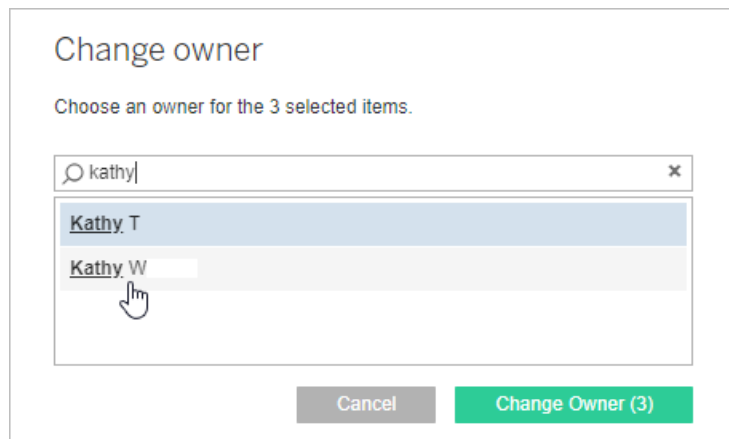 Change owner
Choose an owner for the 3 selected items.
kathy
Kathy T
Kathy W
Cancel Change Owner (3)